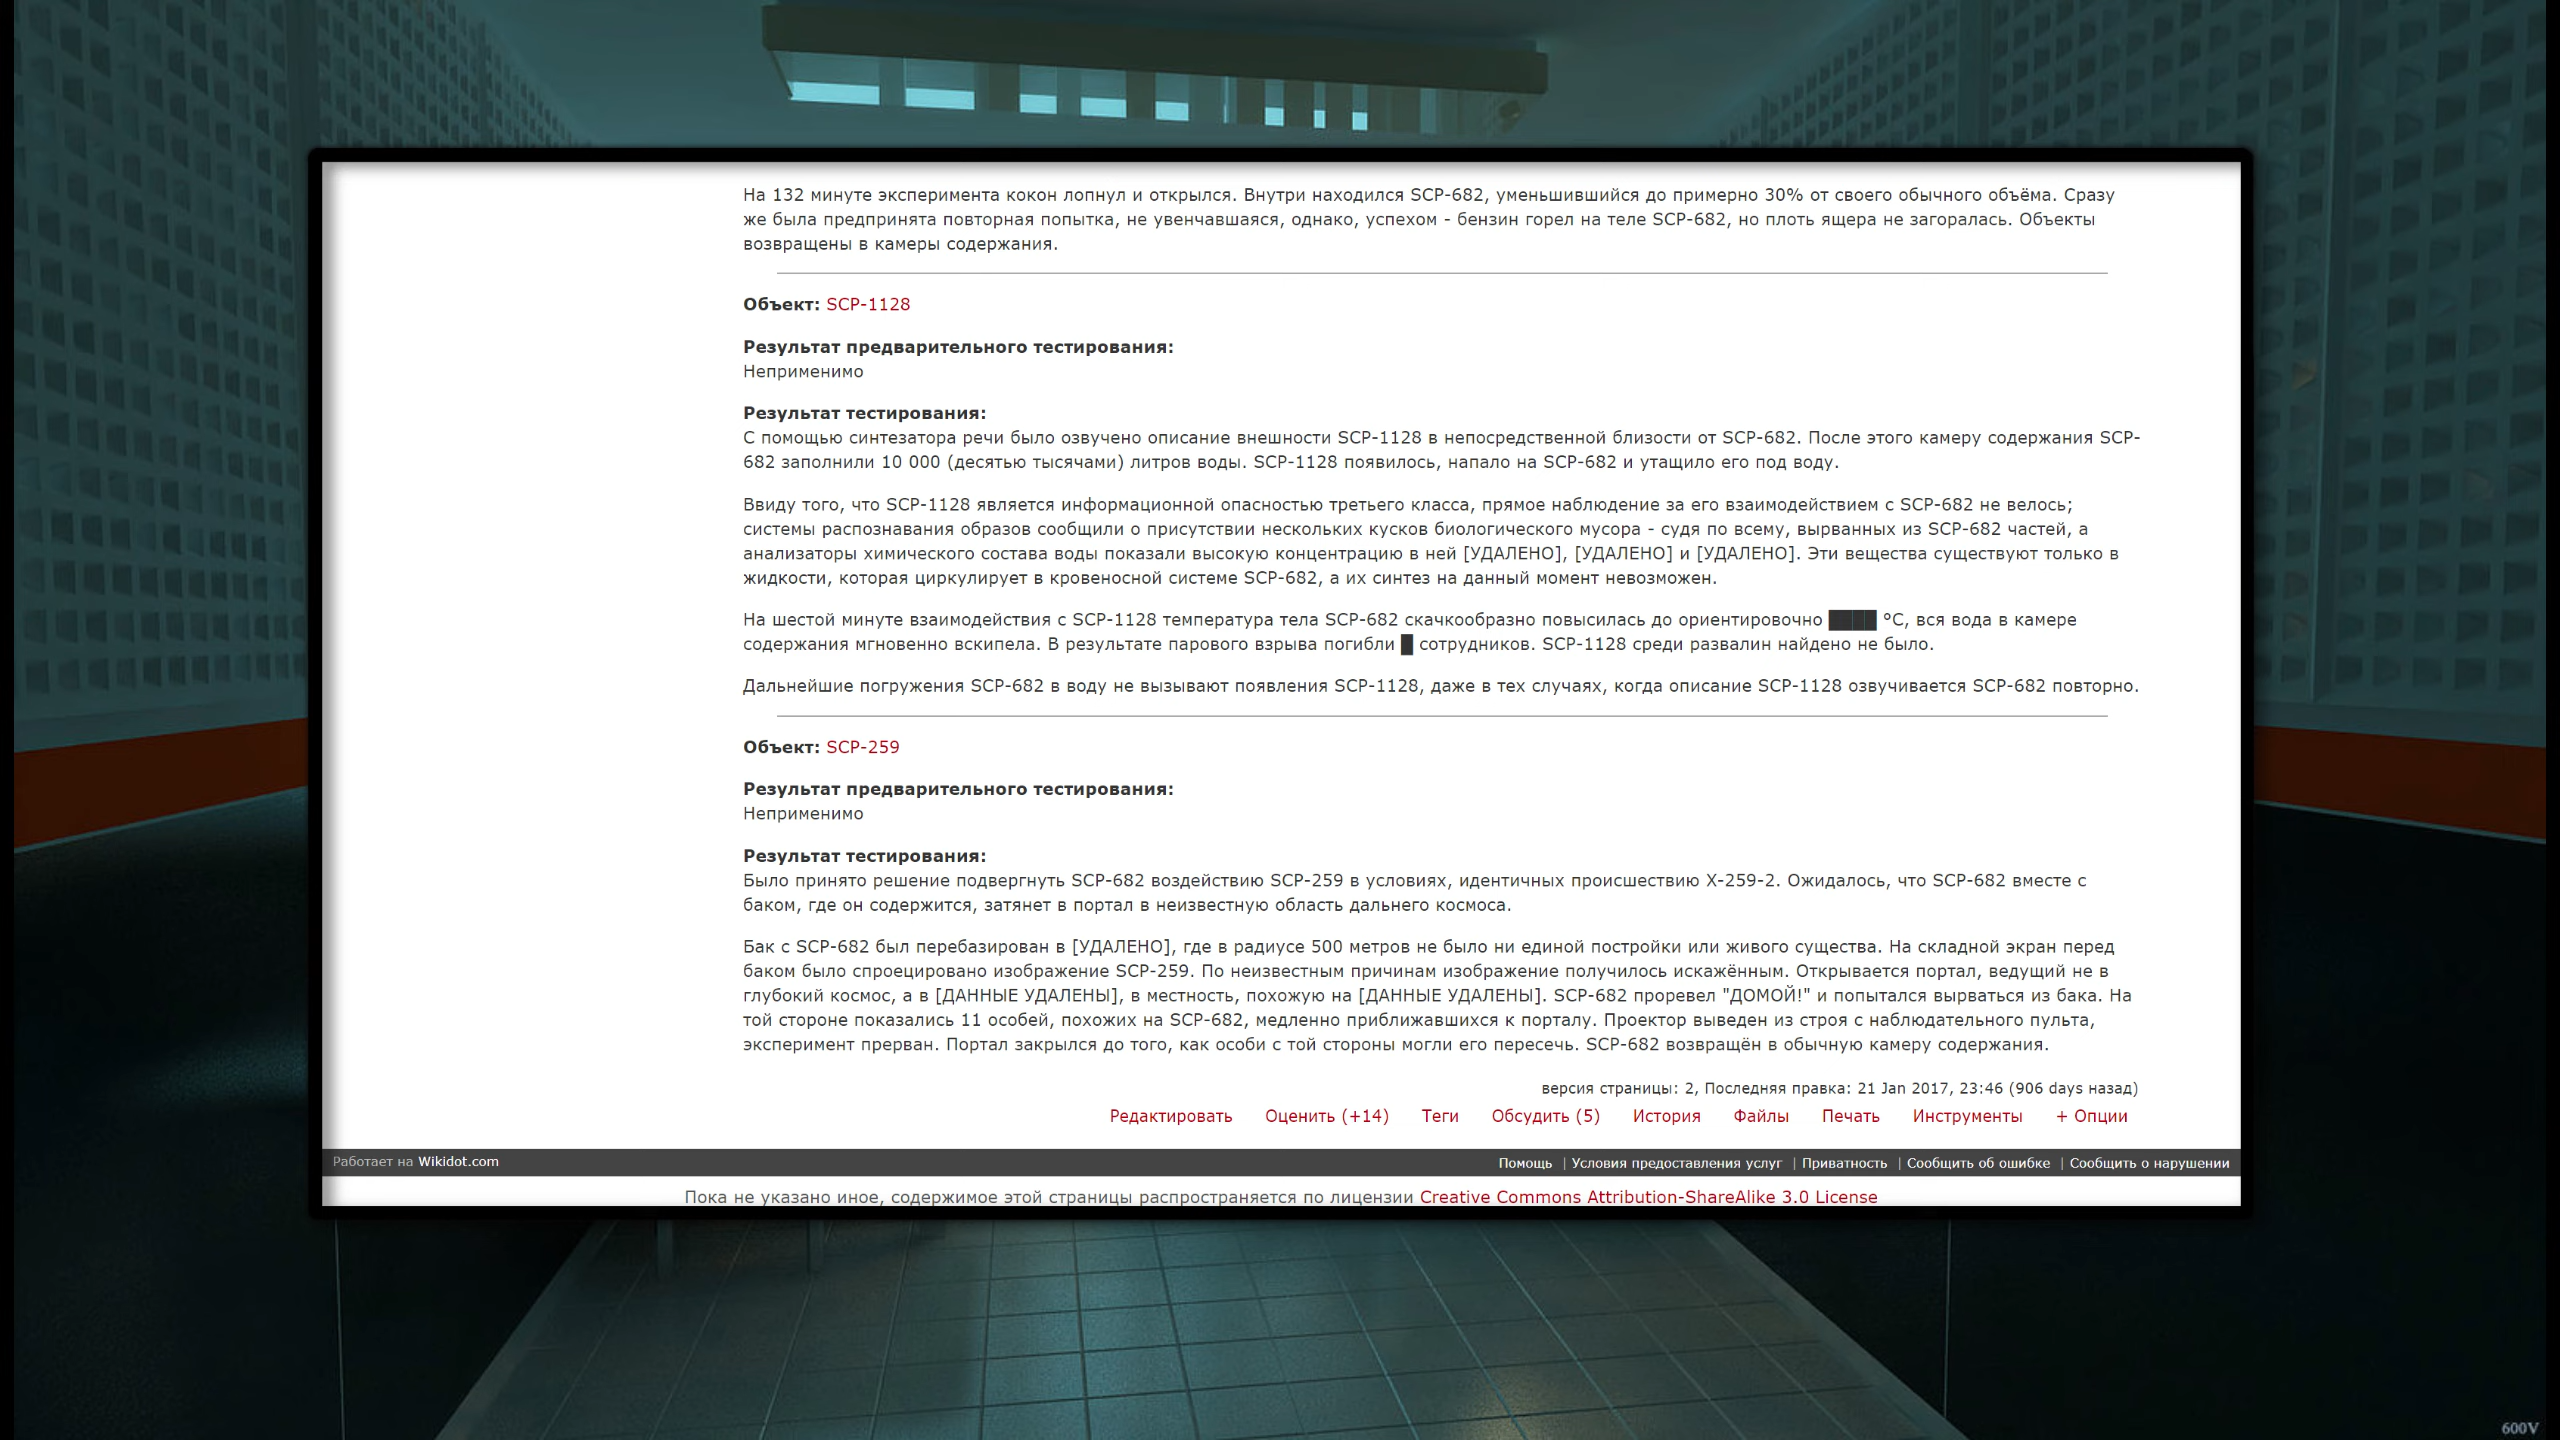 На 132 минуте эксперимента кокон лопнул и открылся. Внутри находился SCP-682, уменьшившийся до примерно 30% от своего обычного объёма. Сразу
же была предпринята повторная попытка, не увенчавшаяся, однако, успехом - бензин горел на теле SCP-682, но плоть ящера не загоралась. Объекты
возвращены в камеры содержания.
Объект: SCP-1128
Результат предварительного тестирования:
Неприменимо
Результат тестирования:
С помощью синтезатора речи было озвучено описание внешности SCP-1128 в непосредственной близости от SCP-682. После этого камеру содержания SCP-
682 заполнили 10 000 (десятью тысячами) литров воды. SCP-1128 появилось, напало на SCP-682 и утащило его под воду.
Ввиду того, что SCP-1128 является информационной опасностью третьего класса, прямое наблюдение за его взаимодействием с SCP-682 не велось;
системы распознавания образов сообщили о присутствии нескольких кусков биологического мусора - судя по всему, вырванных из SCP-682 частей, а
анализаторы химического состава воды показали высокую концентрацию в ней [УДАЛЕНО], [УДАЛЕНО] и [УДАЛЕНО]. Эти вещества существуют только в
жидкости, которая циркулирует в кровеносной системе SCP-682, а их синтез на данный момент невозможен.
На шестой минуте взаимодействия с SCP-1128 температура тела SCP-682 скачкообразно повысилась до ориентировочно ████ °C, вся вода в камере
содержания мгновенно вскипела. В результате парового взрыва погибли █ сотрудников. SCP-1128 среди развалин найдено не было.
Дальнейшие погружения SCP-682 в воду не вызывают появления SCP-1128, даже в тех случаях, когда описание SCP-1128 озвучивается SCP-682 повторно.
Объект: SCP-259
Результат предварительного тестирования:
Неприменимо
Результат тестирования:
Было принято решение подвергнуть SCP-682 воздействию SCP-259 в условиях, идентичных происшествию X-259-2. Ожидалось, что SCP-682 вместе с
баком, где он содержится, затянет в портал в неизвестную область дальнего космоса.
Бак с SCP-682 был перебазирован в [УДАЛЕНО], где в радиусе 500 метров не было ни единой постройки или живого существа. На складной экран перед
баком было спроецировано изображение SCP-259. По неизвестным причинам изображение получилось искажённым. Открывается портал, ведущий не в
глубокий космос, а в [ДАННЫЕ УДАЛЕНЫ], в местность, похожую на [ДАННЫЕ УДАЛЕНЫ]. SCP-682 проревел "ДОМОЙ!" и попытался вырваться из бака. На
той стороне показались 11 особей, похожих на SCP-682, медленно приближавшихся к порталу. Проектор выведен из строя с наблюдательного пульта,
эксперимент прерван. Портал закрылся до того, как особи с той стороны могли его пересечь. SCP-682 возвращён в обычную камеру содержания.
версия страницы: 2, Последняя правка: 21 Jan 2017, 23:46 (906 days назад)
Редактировать Оценить (+14) Теги Обсудить (5) История Файлы Печать Инструменты + Опции
Работает на Wikidot.com Помощь | Условия предоставления услуг | Приватность | Сообщить об ошибке | Сообщить о нарушении
Пока не указано иное, содержимое этой страницы распространяется по лицензии Creative Commons Attribution-ShareAlike 3.0 License
600V